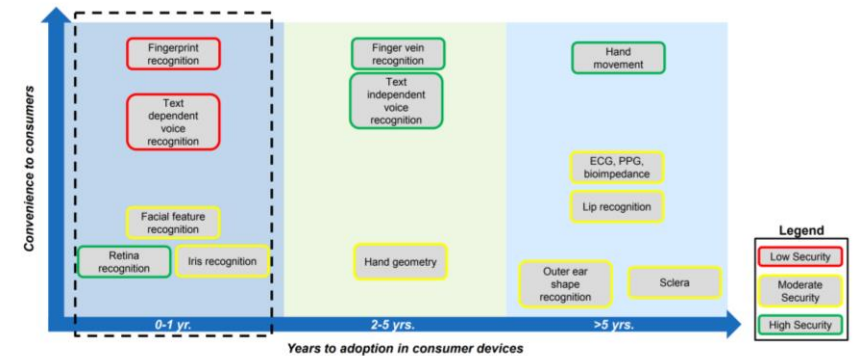 Convenience to consumers
Fingerprint
recognition
Text
dependent
voice
recognition
Facial feature
recognition
Retina
recognition
Iris recognition
Finger vein
recognition
Text
independent
voice
recognition
Hand geometry
Hand
movement
ECG, PPG,
bioimpedance
Lip recognition
Outer ear
shape
recognition
Sclera
0-1 yr.
2-5 yrs.
>5 yrs.
Years to adoption in consumer devices
Legend
Low Security
Moderate
Security
High Security